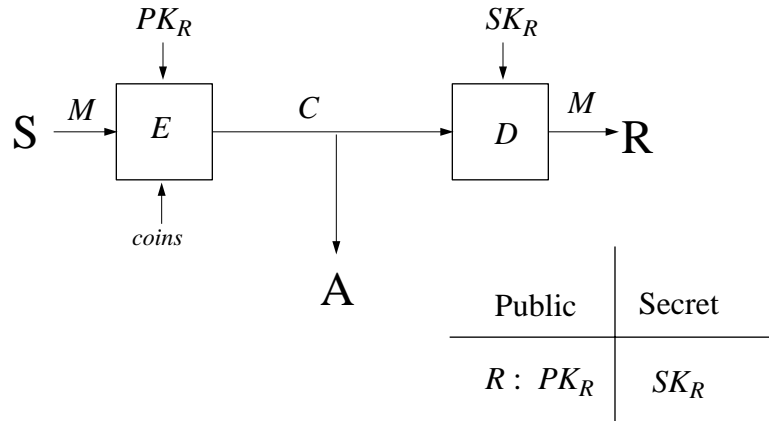 PK_R SK_R
S M E C D M R
coins
A
Public Secret
R : PK_R SK_R